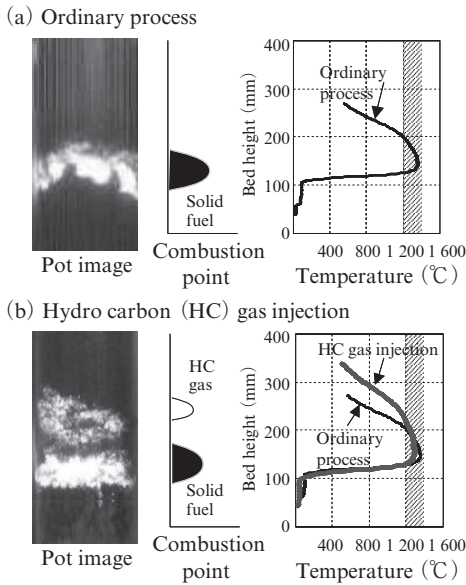 (a) Ordinary process
400
300
200
100
0
Bed height (mm)
Ordinary
process
Solid
fuel
Pot image
Combustion
point
400 800 1 200 1 600
Temperature (℃)
(b) Hydro carbon (HC) gas injection
400
300
200
100
0
Bed height (mm)
HC gas injection
Ordinary
process
HC
gas
Solid
fuel
Pot image
Combustion
point
400 800 1 200 1 600
Temperature (℃)